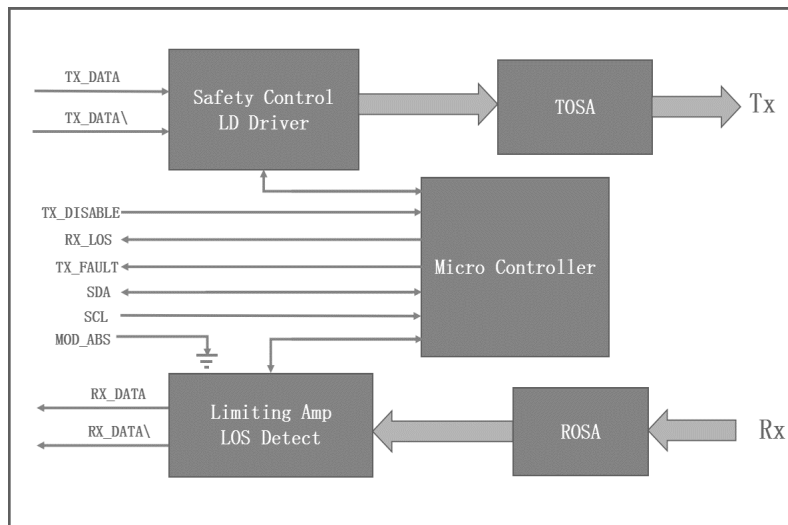 TX_DATA
TX_DATA\
Safety Control
LD Driver
TOSA
Tx
TX_DISABLE
RX_LOS
TX_FAULT
SDA
SCL
MOD_ABS
Micro Controller
RX_DATA
RX_DATA\
Limiting Amp
LOS Detect
ROSA
Rx